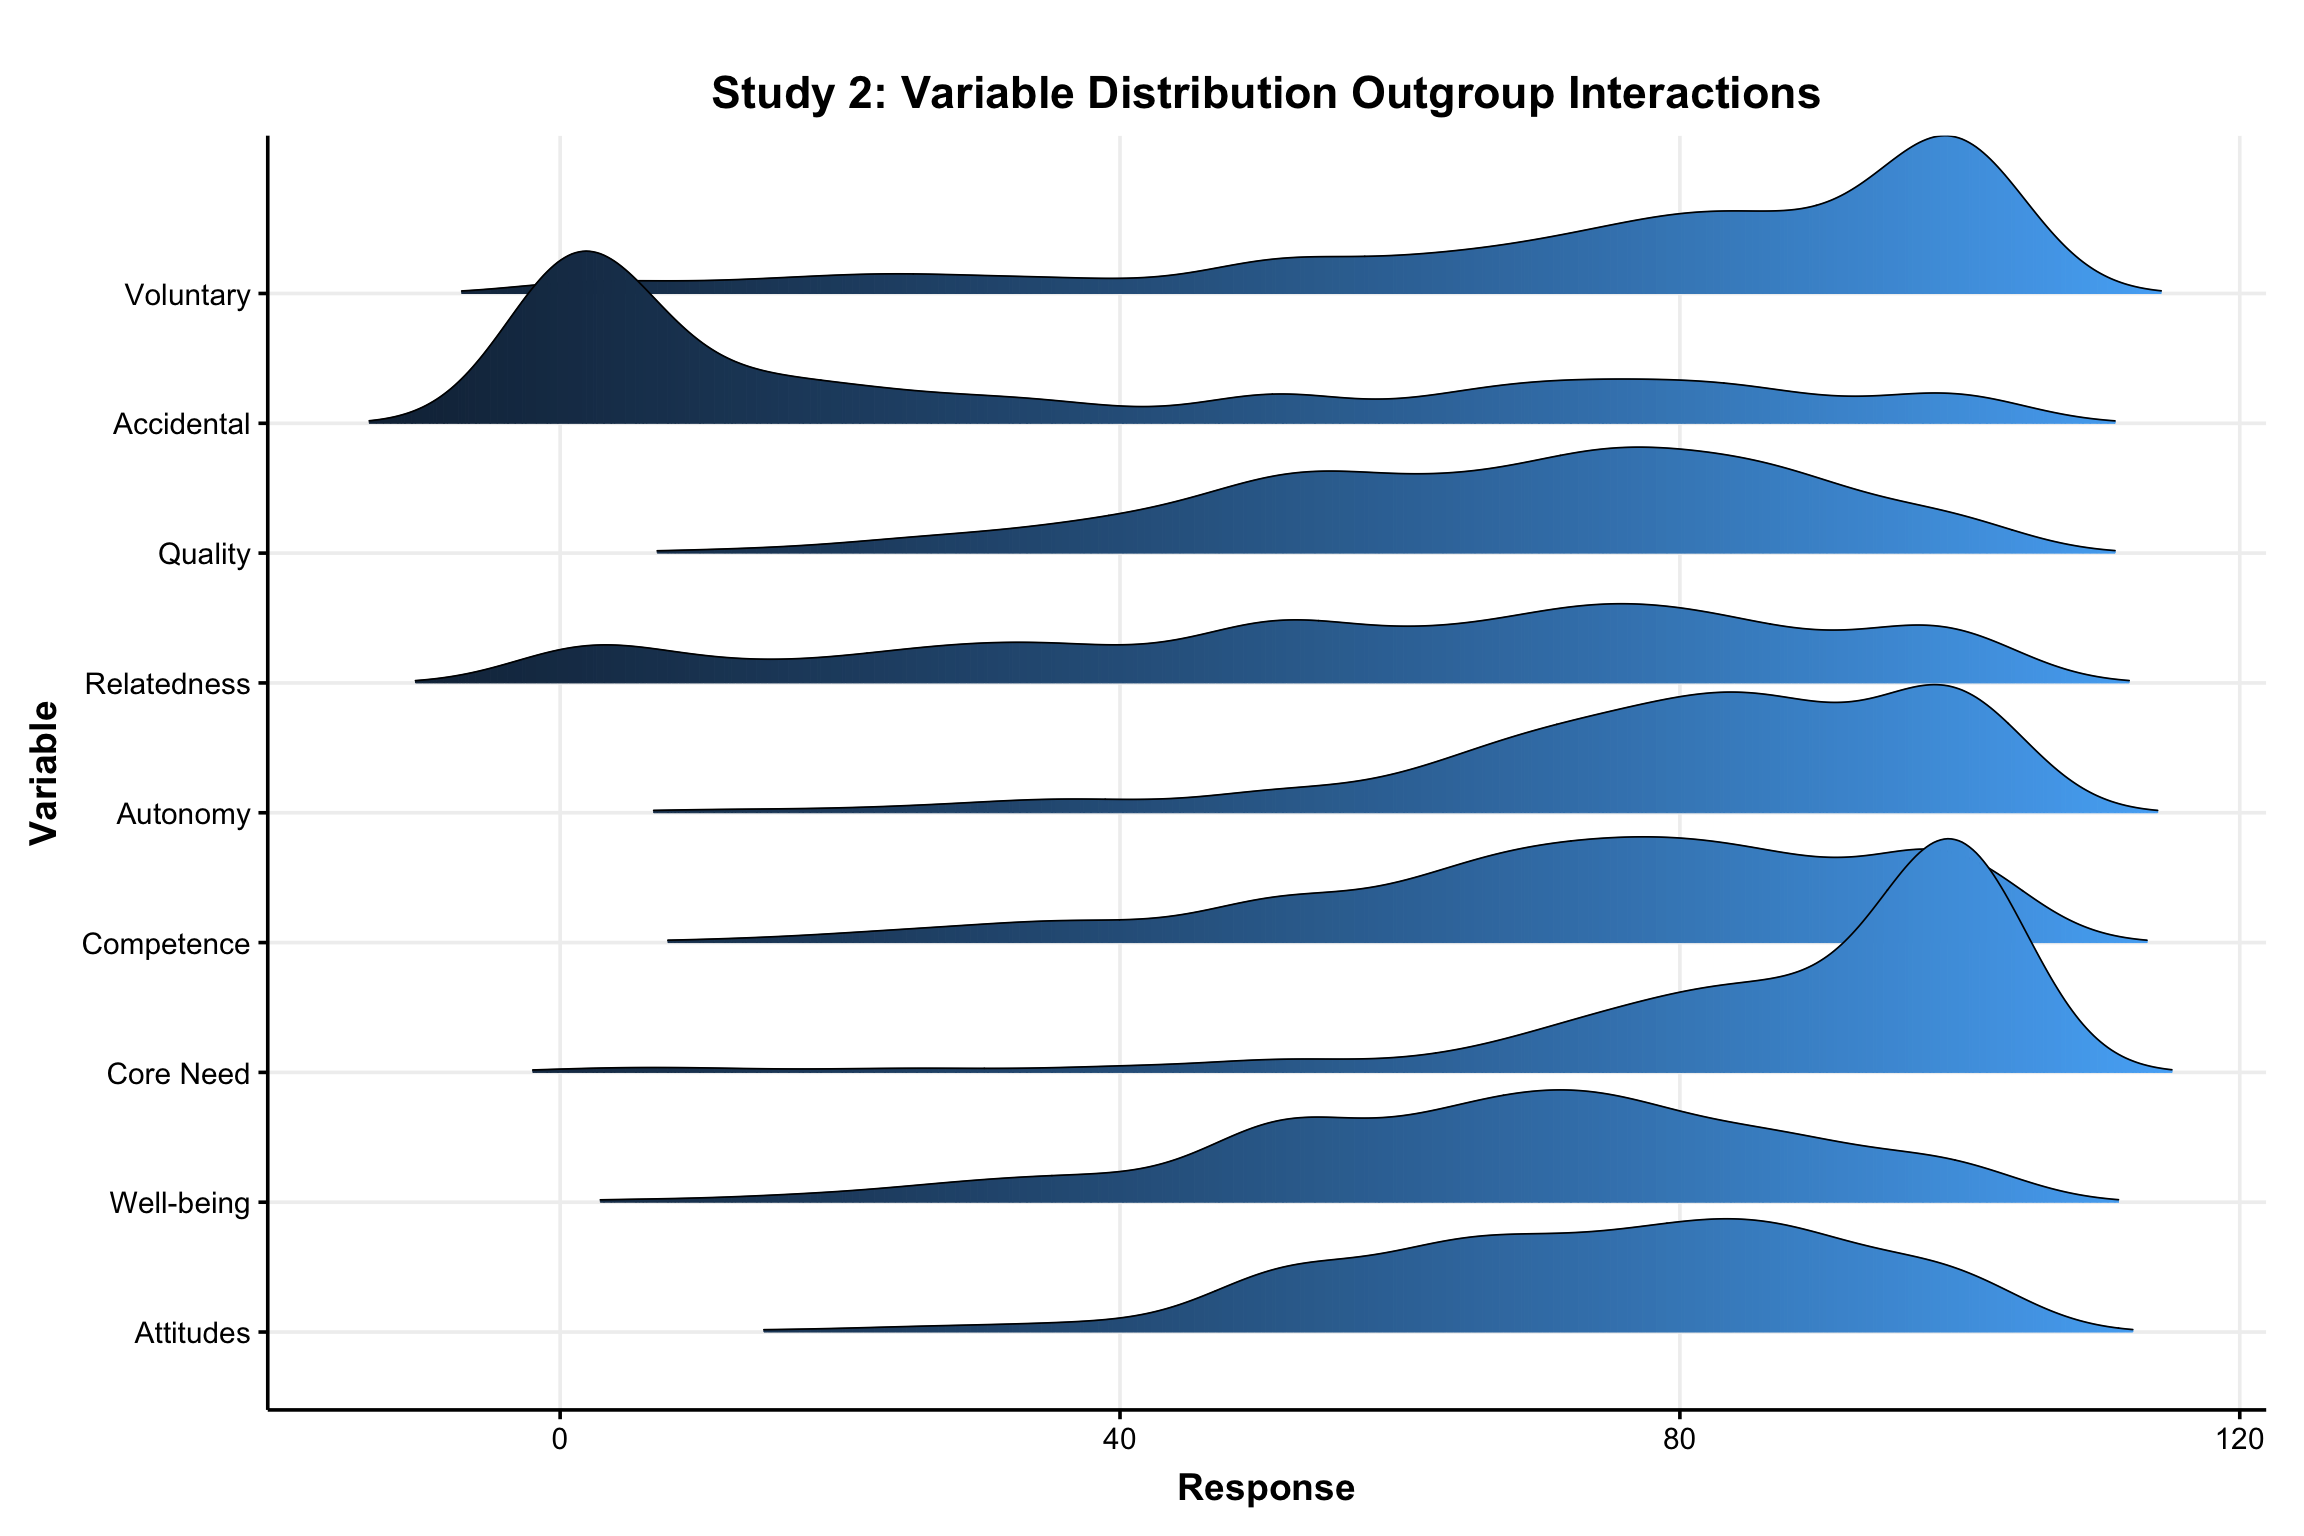 Study 2: Variable Distribution Outgroup Interactions
Variable
Voluntary
Accidental
Quality
Relatedness
Autonomy
Competence
Core Need
Well-being
Attitudes
0 40 80 120
Response